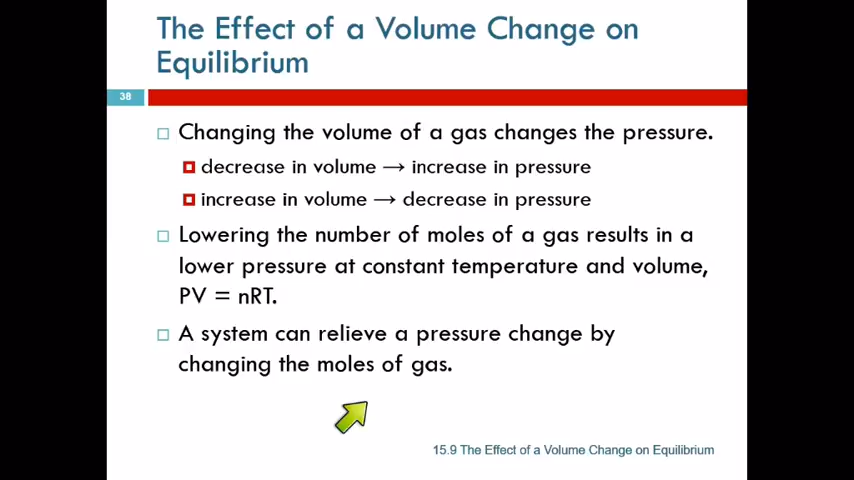 The Effect of a Volume Change on
Equilibrium
38
Changing the volume of a gas changes the pressure.
decrease in volume → increase in pressure
increase in volume → decrease in pressure
Lowering the number of moles of a gas results in a
lower pressure at constant temperature and volume,
PV = nRT.
A system can relieve a pressure change by
changing the moles of gas.
15.9 The Effect of a Volume Change on Equilibrium